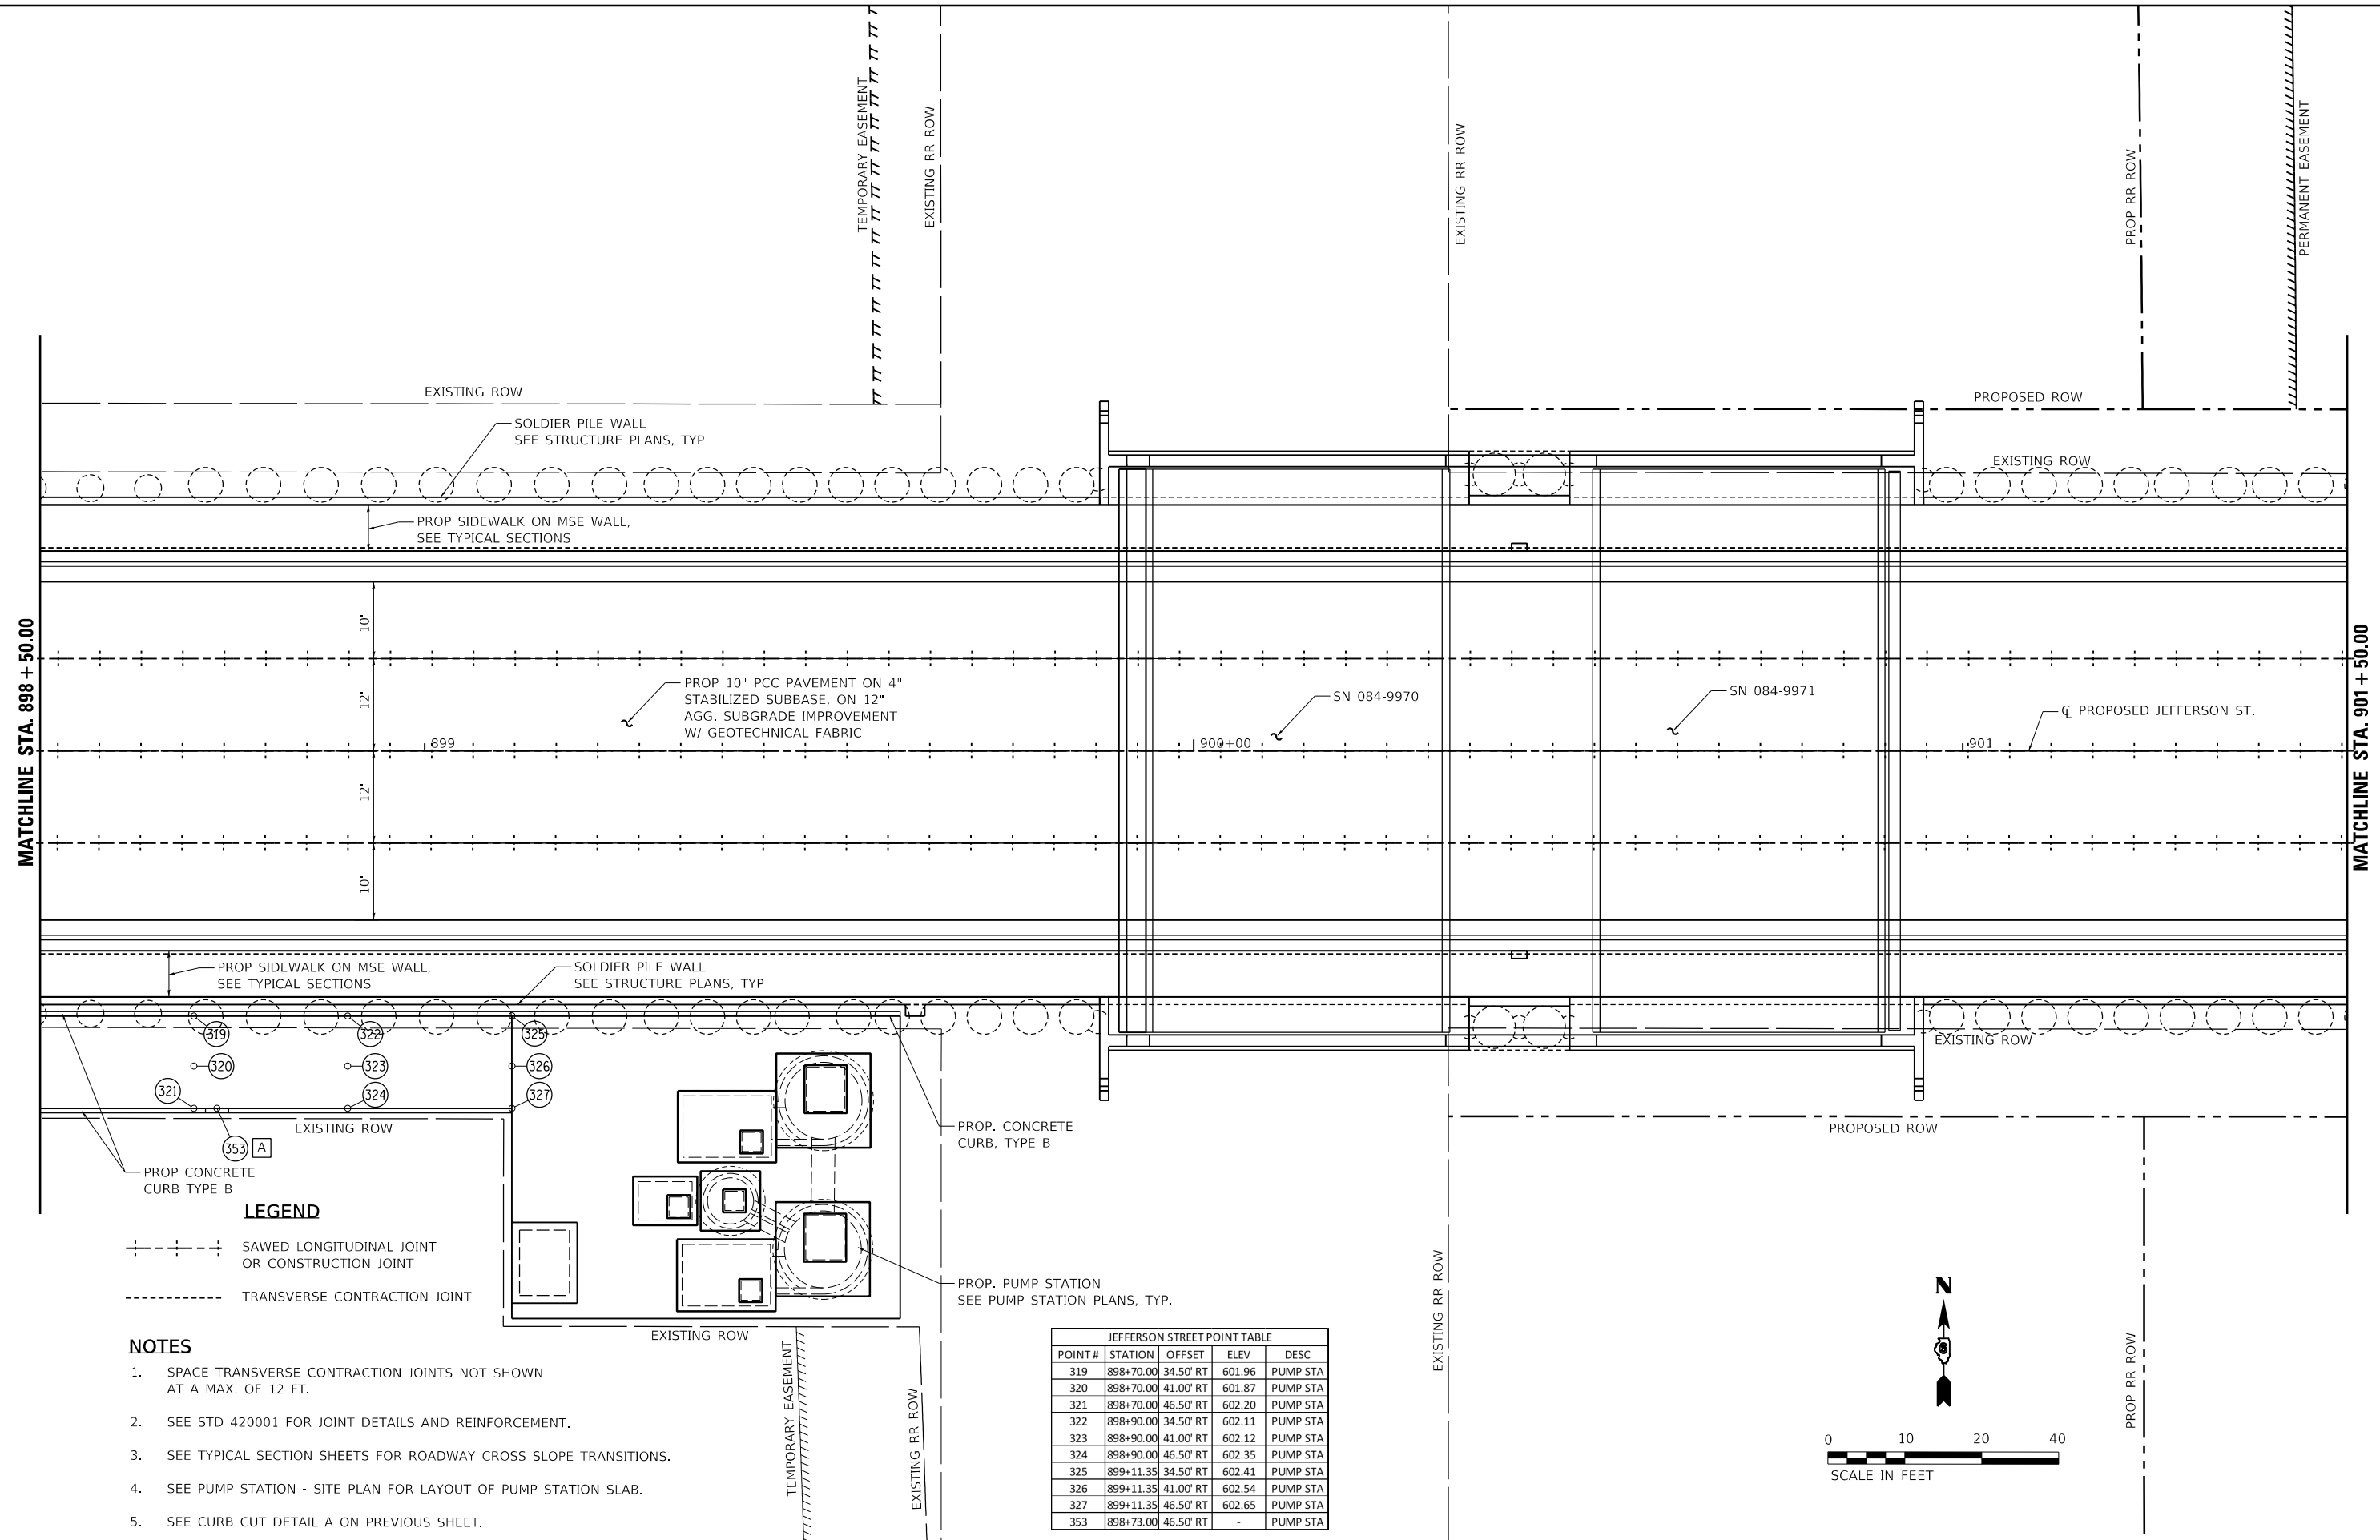 TEMPORARY EASEMENT
EXISTING RR ROW
EXISTING RR ROW
PROP RR ROW
PERMANENT EASEMENT
EXISTING ROW
PROPOSED ROW
SOLDIER PILE WALL
SEE STRUCTURE PLANS, TYP
EXISTING ROW
PROP SIDEWALK ON MSE WALL,
SEE TYPICAL SECTIONS
MATCHLINE STA. 898+50.00
10'
12'
12'
10'
PROP 10" PCC PAVEMENT ON 4"
STABILIZED SUBBASE, ON 12"
AGG. SUBGRADE IMPROVEMENT
W/ GEOTECHNICAL FABRIC
SN 084-9970
SN 084-9971
℄ PROPOSED JEFFERSON ST.
899
900+00
901
MATCHLINE STA. 901+50.00
PROP SIDEWALK ON MSE WALL,
SEE TYPICAL SECTIONS
SOLDIER PILE WALL
SEE STRUCTURE PLANS, TYP
319
322
325
320
323
326
321
324
327
353 A
EXISTING ROW
EXISTING ROW
PROP CONCRETE
CURB TYPE B
PROP. CONCRETE
CURB, TYPE B
PROPOSED ROW
LEGEND
SAWED LONGITUDINAL JOINT
OR CONSTRUCTION JOINT
TRANSVERSE CONTRACTION JOINT
PROP. PUMP STATION
SEE PUMP STATION PLANS, TYP.
EXISTING ROW
TEMPORARY EASEMENT
EXISTING RR ROW
EXISTING RR ROW
PROP RR ROW
NOTES
1. SPACE TRANSVERSE CONTRACTION JOINTS NOT SHOWN
AT A MAX. OF 12 FT.
2. SEE STD 420001 FOR JOINT DETAILS AND REINFORCEMENT.
3. SEE TYPICAL SECTION SHEETS FOR ROADWAY CROSS SLOPE TRANSITIONS.
4. SEE PUMP STATION - SITE PLAN FOR LAYOUT OF PUMP STATION SLAB.
5. SEE CURB CUT DETAIL A ON PREVIOUS SHEET.
JEFFERSON STREET POINT TABLE
POINT # STATION OFFSET ELEV DESC
319 898+70.00 34.50' RT 601.96 PUMP STA
320 898+70.00 41.00' RT 601.87 PUMP STA
321 898+70.00 46.50' RT 602.20 PUMP STA
322 898+90.00 34.50' RT 602.11 PUMP STA
323 898+90.00 41.00' RT 602.12 PUMP STA
324 898+90.00 46.50' RT 602.35 PUMP STA
325 899+11.35 34.50' RT 602.41 PUMP STA
326 899+11.35 41.00' RT 602.54 PUMP STA
327 899+11.35 46.50' RT 602.65 PUMP STA
353 898+73.00 46.50' RT - PUMP STA
N
0 10 20 40
SCALE IN FEET